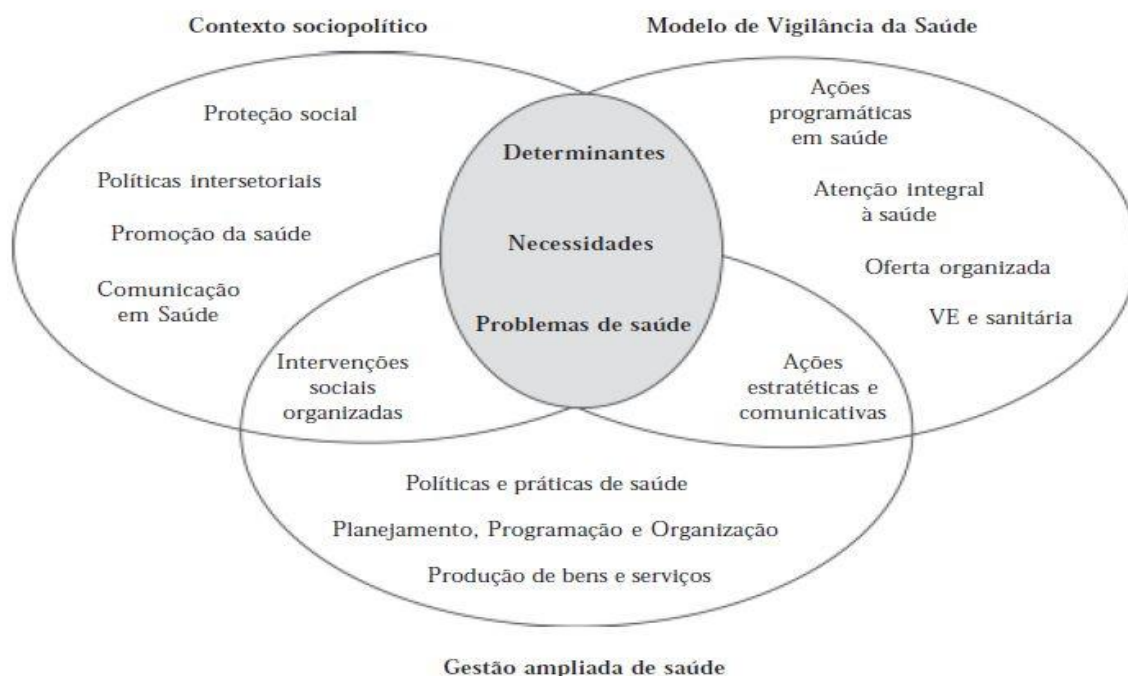 Contexto sociopolítico
Modelo de Vigilância da Saúde
Proteção social
Políticas intersetoriais
Promoção da saúde
Comunicação
em Saúde
Determinantes
Necessidades
Problemas de saúde
Ações
programáticas
em saúde
Atenção integral
à saúde
Oferta organizada
VE e sanitária
Intervenções
sociais
organizadas
Ações
estratéticas e
comunicativas
Políticas e práticas de saúde
Planejamento, Programação e Organização
Produção de bens e serviços
Gestão ampliada de saúde